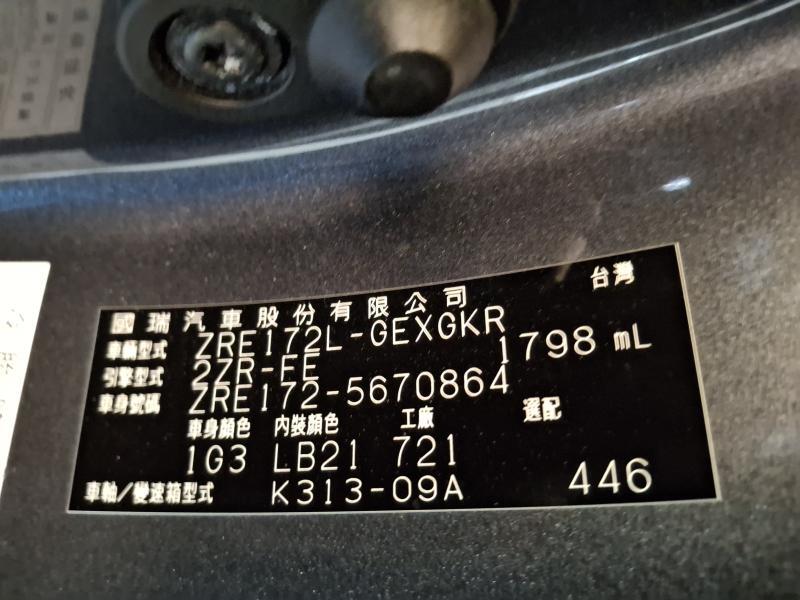 台灣
國瑞汽車股份有限公司
車輛型式 ZRE172L-GEXGKR
引擎型式 2ZR-FE 1798 mL
車身號碼 ZRE172-5670864
車身顏色 內裝顏色 工廠 選配
1G3 LB21 721
車軸/變速箱型式 K313-09A 446